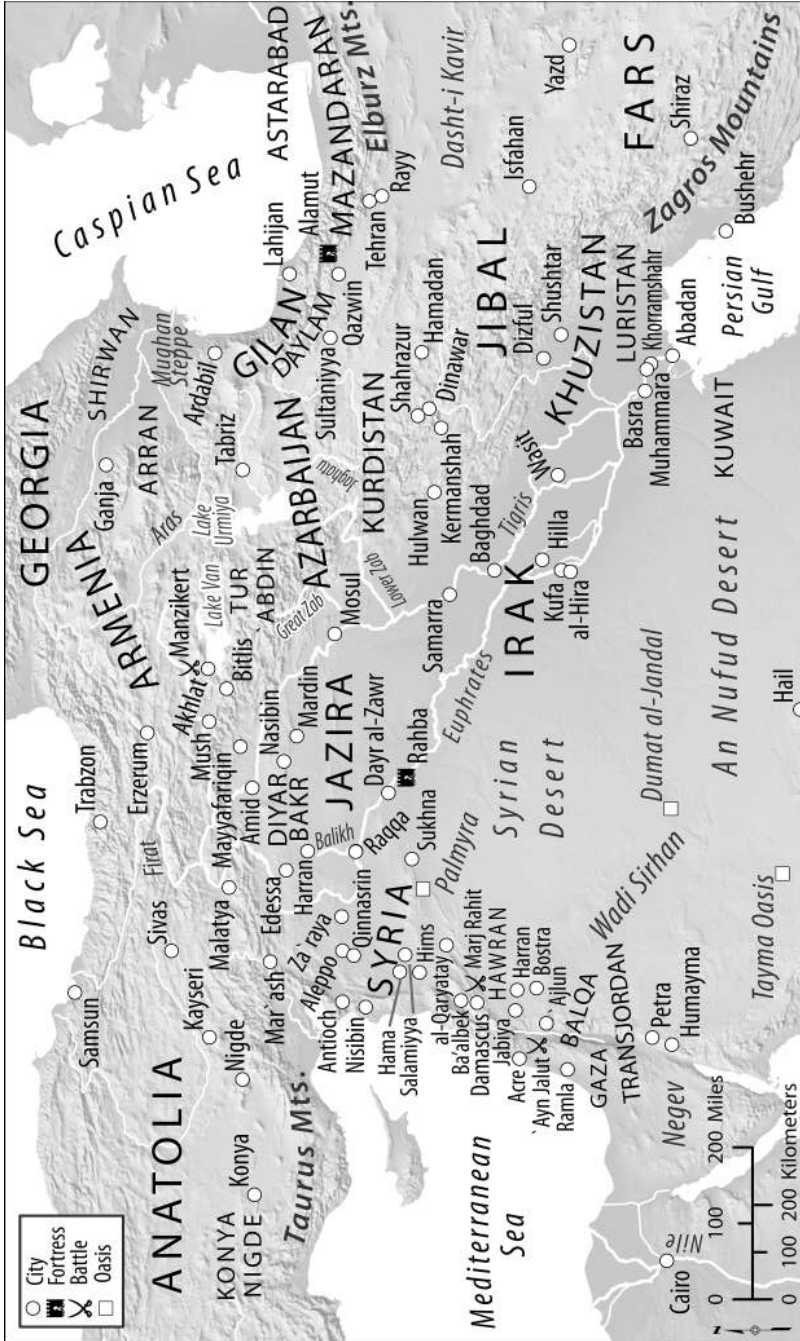 City
Fortress
Battle
Oasis
Black Sea
Caspian Sea
GEORGIA
Samsun
Trabzon
SHIRWAN
Ganja
ARMENIA
ARRAN
Mughan
Steppe
Aras
ANATOLIA
Sivas
Firat
Erzerum
Kayseri
Nigde
Malatya
Mayyafariqin
Mush
Akhlat
Manzikert
Bitlis
Lake Van
Lake
Urmiya
Tabriz
Ardabil
GILAN
DAYLAM
Lahijan
Alamut
ASTARABAD
MAZANDARAN
Elburz Mts.
KONYA
NIGDE
Konya
Taurus Mts.
Mar`ash
Edessa
Amid
TUR
`ABDIN
Nasibin
Mardin
DIYAR
BAKR
Harran
Great Zab
AZARBAIJAN
Jaghatu
Sultaniyya
Qazwin
Tehran
Rayy
Antioch
Nisibin
Aleppo
Za`raya
Qinnasrin
Balikh
JAZIRA
Raqqa
Dayr al-Zawr
Rahba
Mosul
Lower Zab
KURDISTAN
Shahrazur
Hamadan
Dinawar
Dasht-i Kavir
Hama
Salamiyya
SYRIA
Hims
Sukhna
Palmyra
Euphrates
Samarra
Hulwan
Kermanshah
Baghdad
Tigris
JIBAL
Isfahan
Yazd
Mediterranean
Sea
al-Qaryatay
Ba'albek
Marj Rahit
Damascus
HAWRAN
Jabiya
Harran
Bostra
Acre
`Ayn Jalut
`Ajlun
Ramla
BALQA
Syrian
Desert
IRAK
Hilla
Kufa
al-Hira
Wasit
Dizful
Shushtar
KHUZISTAN
LURISTAN
FARS
Shiraz
Zagros Mountains
GAZA
TRANSJORDAN
Wadi Sirhan
Dumat al-Jandal
Basra
Muhammara
Khorramshahr
Abadan
Bushehr
Persian
Gulf
KUWAIT
Petra
Humayma
Negev
An Nufud Desert
Tayma Oasis
Hail
Cairo
Nile
N
0 100 200 Miles
0 100 200 Kilometers